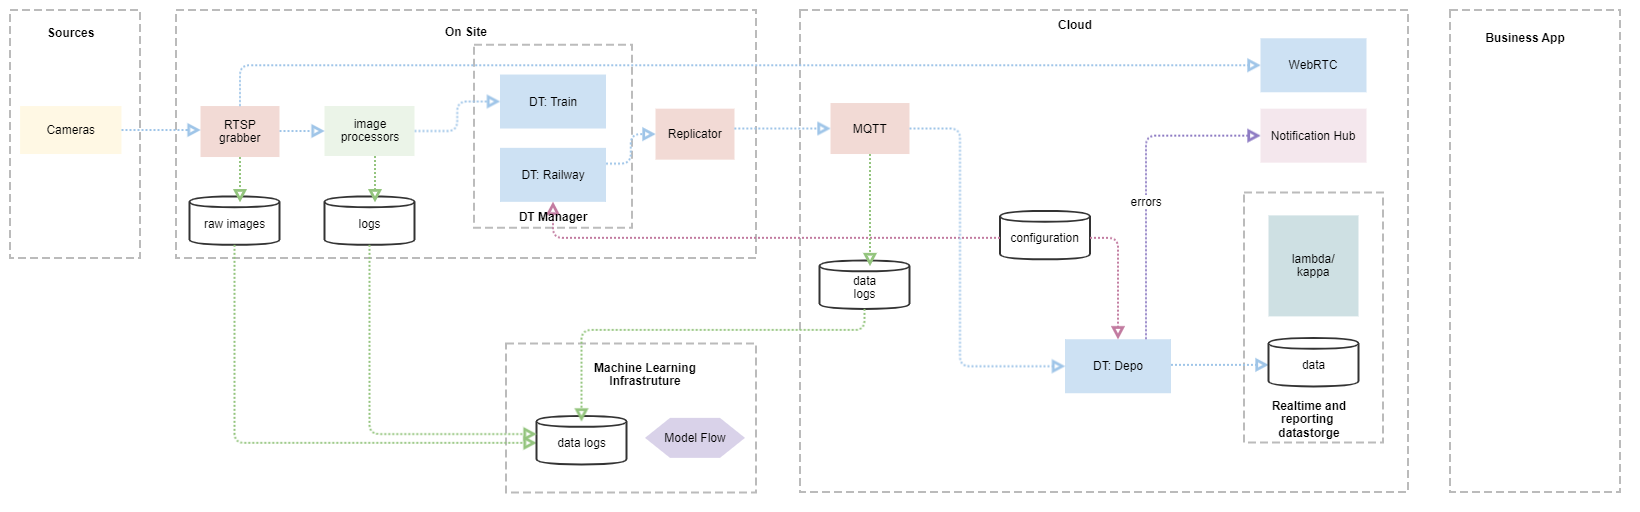 Sources
On Site
Cloud
Business App
Cameras
RTSP
grabber
image
processors
DT: Train
DT: Railway
DT Manager
Replicator
raw images
logs
MQTT
WebRTC
Notification Hub
errors
configuration
data
logs
lambda/
kappa
DT: Depo
data
Realtime and
reporting
datastorge
Machine Learning
Infrastruture
data logs
Model Flow